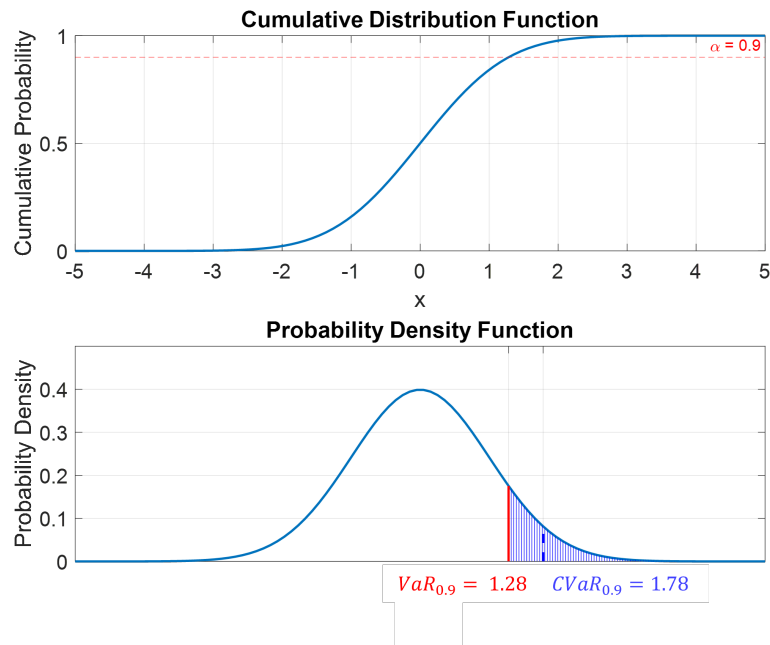 Cumulative Distribution Function
Cumulative Probability
1
α = 0.9
0.5
0
-5 -4 -3 -2 -1 0 1 2 3 4 5
x
Probability Density Function
Probability Density
0.4
0.3
0.2
0.1
0
VaR₀.₉ = 1.28 CVaR₀.₉ = 1.78